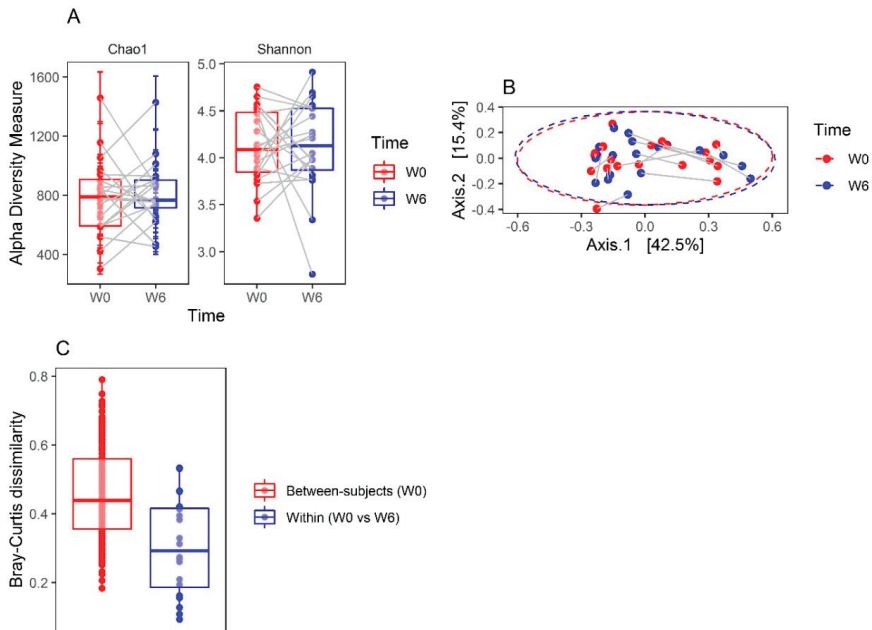 A
Chao1
Shannon
Alpha Diversity Measure
1600
1200
800
400
5.0
4.5
4.0
3.5
3.0
W0
W6
W0
W6
Time
Time
W0
W6
B
Axis.2 [15.4%]
0.4
0.2
0.0
-0.2
-0.4
-0.6
-0.3
0.0
0.3
0.6
Axis.1 [42.5%]
Time
W0
W6
C
Bray-Curtis dissimilarity
0.8
0.6
0.4
0.2
Between-subjects (W0)
Within (W0 vs W6)